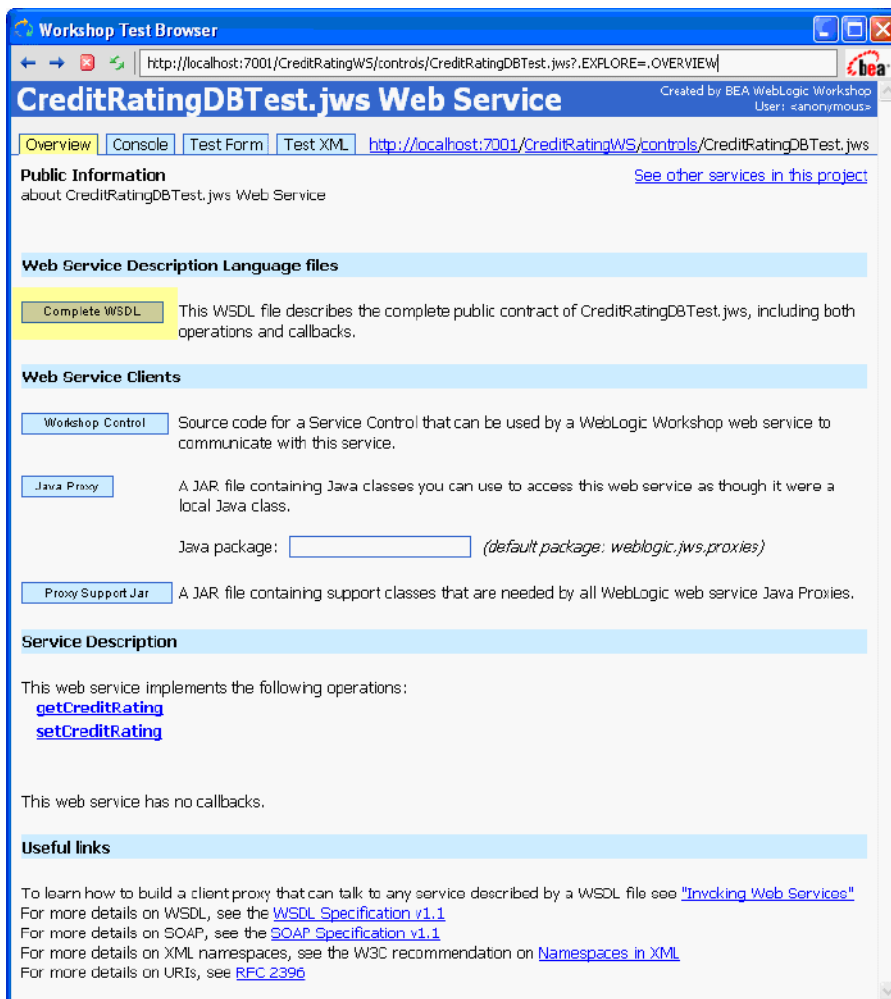 Workshop Test Browser
http://localhost:7001/CreditRatingWS/controls/CreditRatingDBTest.jws?.EXPLORE=.OVERVIEW
bea
CreditRatingDBTest.jws Web Service
Created by BEA WebLogic Workshop
User: <anonymous>
Overview Console Test Form Test XML http://localhost:7001/CreditRatingWS/controls/CreditRatingDBTest.jws
Public Information
See other services in this project
about CreditRatingDBTest.jws Web Service
Web Service Description Language files
Complete WSDL
This WSDL file describes the complete public contract of CreditRatingDBTest.jws, including both
operations and callbacks.
Web Service Clients
Workshop Control
Source code for a Service Control that can be used by a WebLogic Workshop web service to
communicate with this service.
Java Proxy
A JAR file containing Java classes you can use to access this web service as though it were a
local Java class.
Java package: (default package: weblogic.jws.proxies)
Proxy Support Jar
A JAR file containing support classes that are needed by all WebLogic web service Java Proxies.
Service Description
This web service implements the following operations:
getCreditRating
setCreditRating
This web service has no callbacks.
Useful links
To learn how to build a client proxy that can talk to any service described by a WSDL file see "Invoking Web Services"
For more details on WSDL, see the WSDL Specification v1.1
For more details on SOAP, see the SOAP Specification v1.1
For more details on XML namespaces, see the W3C recommendation on Namespaces in XML
For more details on URIs, see RFC 2396